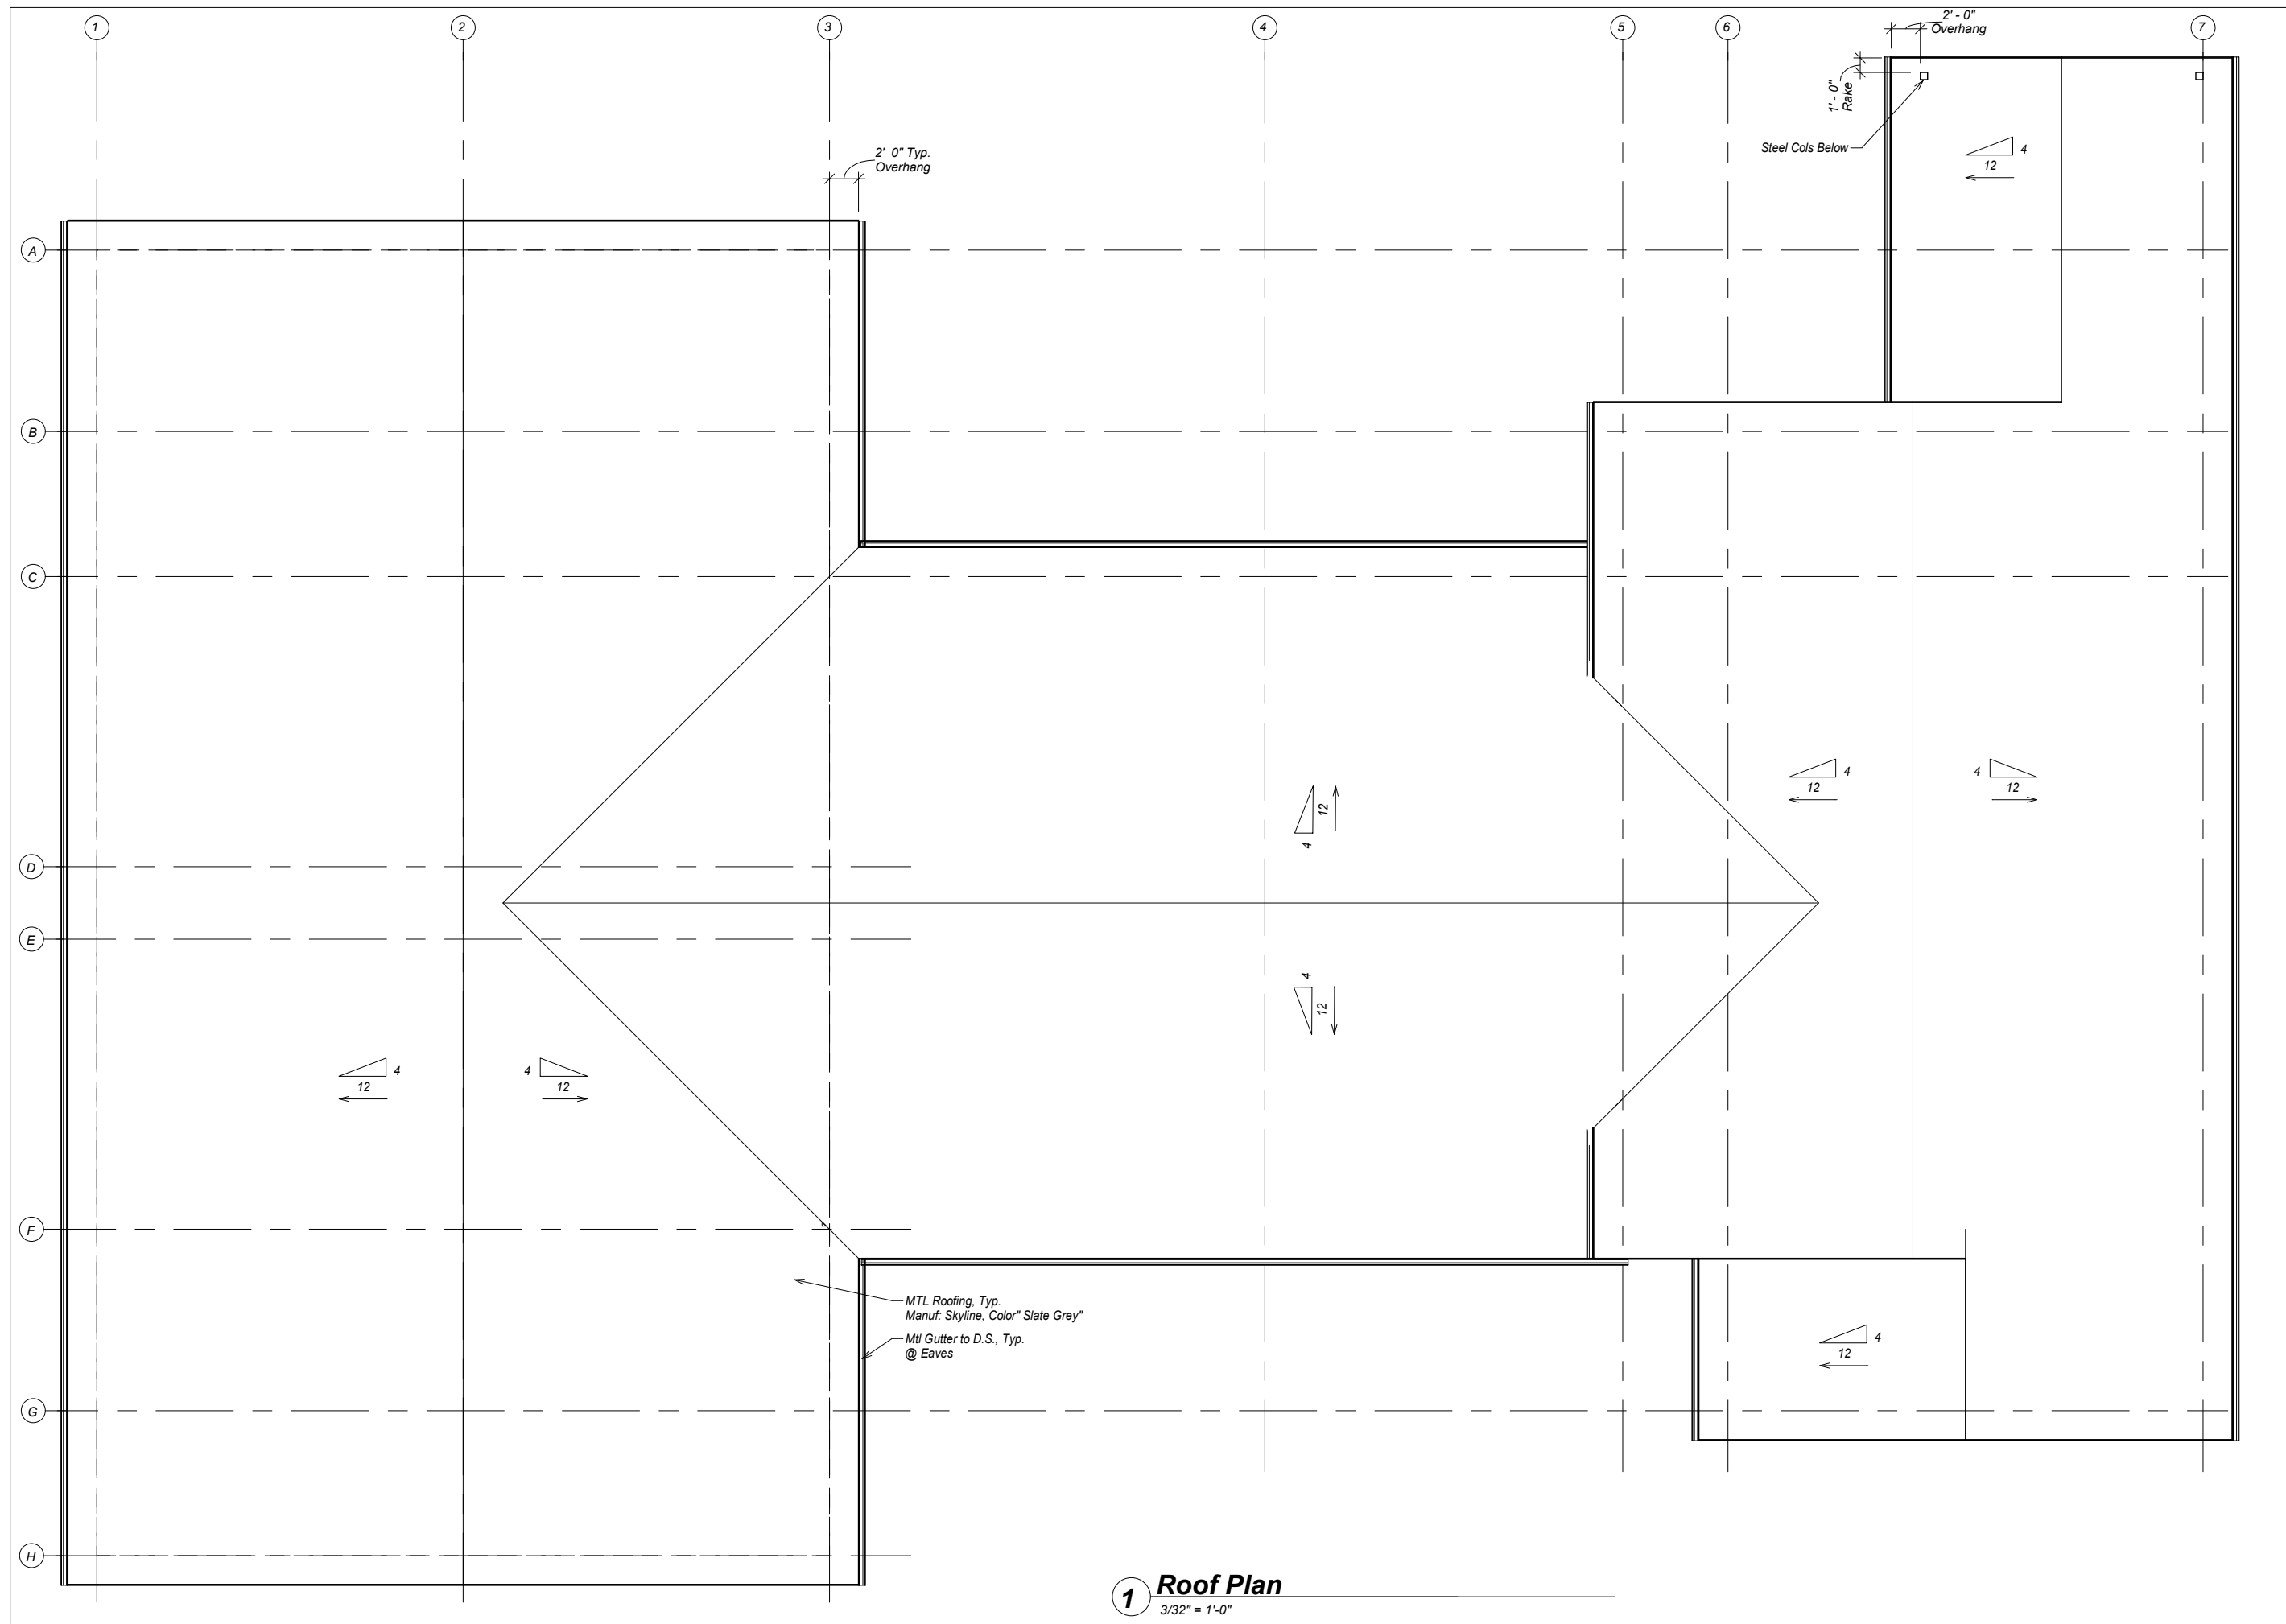 1
2
3
4
5
6
7
2' - 0"
Overhang
1' - 0"
Rake
Steel Cols Below
4
12
2' 0" Typ.
Overhang
A
B
C
D
E
F
G
H
12
4
4
12
4
12
4
12
4
12
4
12
4
12
MTL Roofing, Typ.
Manuf: Skyline, Color" Slate Grey"
Mtl Gutter to D.S., Typ.
@ Eaves
4
12
1 Roof Plan
3/32" = 1'-0"